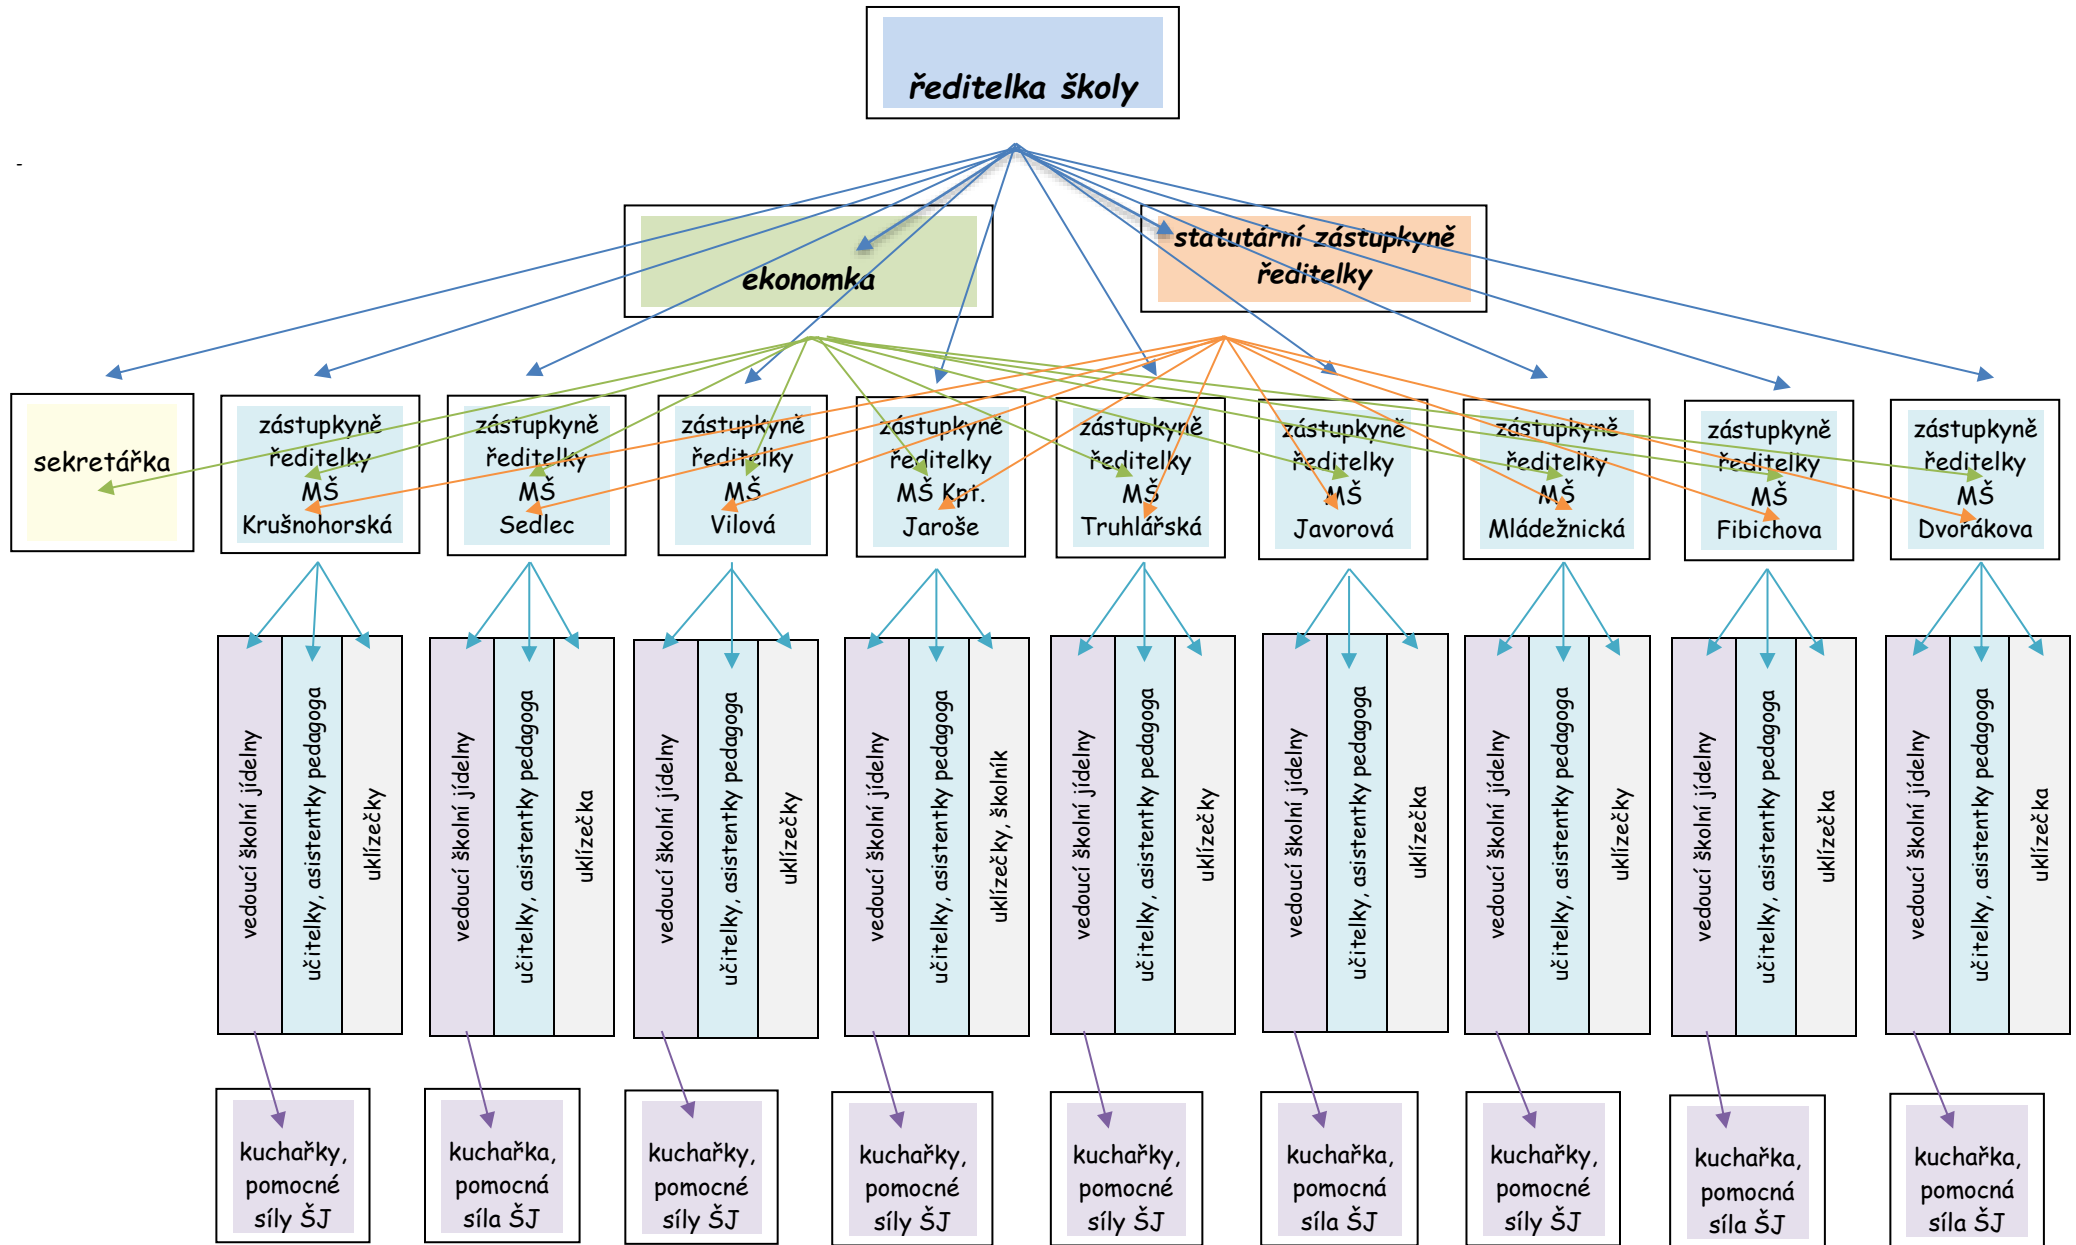 ředitelka školy
-
ekonomka
statutární zástupkyně
ředitelky
sekretářka
zástupkyně
ředitelky
MŠ
Krušnohorská
zástupkyně
ředitelky
MŠ
Sedlec
zástupkyně
ředitelky
MŠ
Vilová
zástupkyně
ředitelky
MŠ Kpt.
Jaroše
zástupkyně
ředitelky
MŠ
Truhlářská
zástupkyně
ředitelky
MŠ
Javorová
zástupkyně
ředitelky
MŠ
Mládežnická
zástupkyně
ředitelky
MŠ
Fibichova
zástupkyně
ředitelky
MŠ
Dvořákova
vedoucí školní jídelny
učitelky, asistentky pedagoga
uklízečky
vedoucí školní jídelny
učitelky, asistentky pedagoga
uklízečka
vedoucí školní jídelny
učitelky, asistentky pedagoga
uklízečky
vedoucí školní jídelny
učitelky, asistentky pedagoga
uklízečky, školník
vedoucí školní jídelny
učitelky, asistentky pedagoga
uklízečky
vedoucí školní jídelny
učitelky, asistentky pedagoga
uklízečka
vedoucí školní jídelny
učitelky, asistentky pedagoga
uklízečky
vedoucí školní jídelny
učitelky, asistentky pedagoga
uklízečka
vedoucí školní jídelny
učitelky, asistentky pedagoga
uklízečka
kuchařky,
pomocné
síly ŠJ
kuchařka,
pomocná
síla ŠJ
kuchařky,
pomocné
síly ŠJ
kuchařky,
pomocné
síly ŠJ
kuchařky,
pomocné
síly ŠJ
kuchařka,
pomocná
síla ŠJ
kuchařky,
pomocné
síly ŠJ
kuchařka,
pomocná
síla ŠJ
kuchařka,
pomocná
síla ŠJ